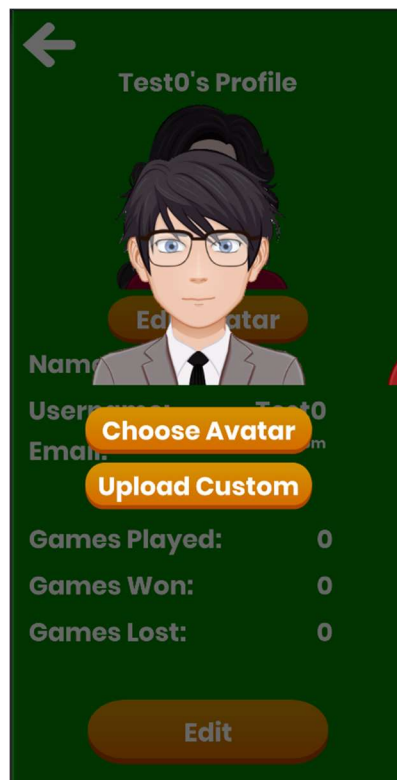 Test0's Profile
Name
Username: Test0
Email: m
Choose Avatar
Upload Custom
Games Played: 0
Games Won: 0
Games Lost: 0
Edit